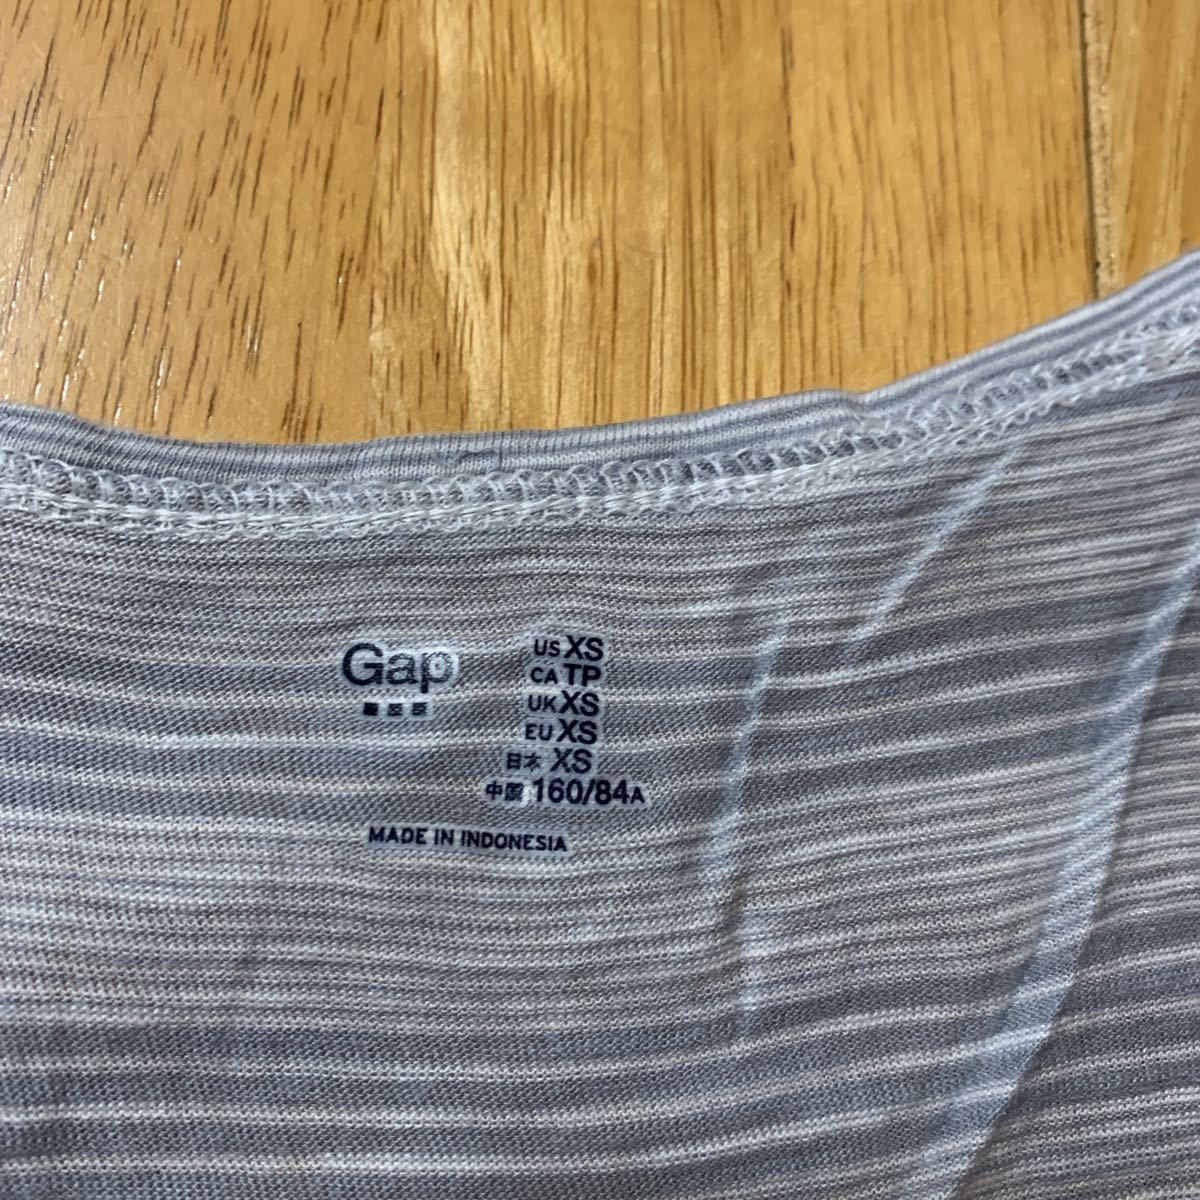 Gap
US XS
CA TP
UK XS
EU XS
日本 XS
中国 160/84A
MADE IN INDONESIA